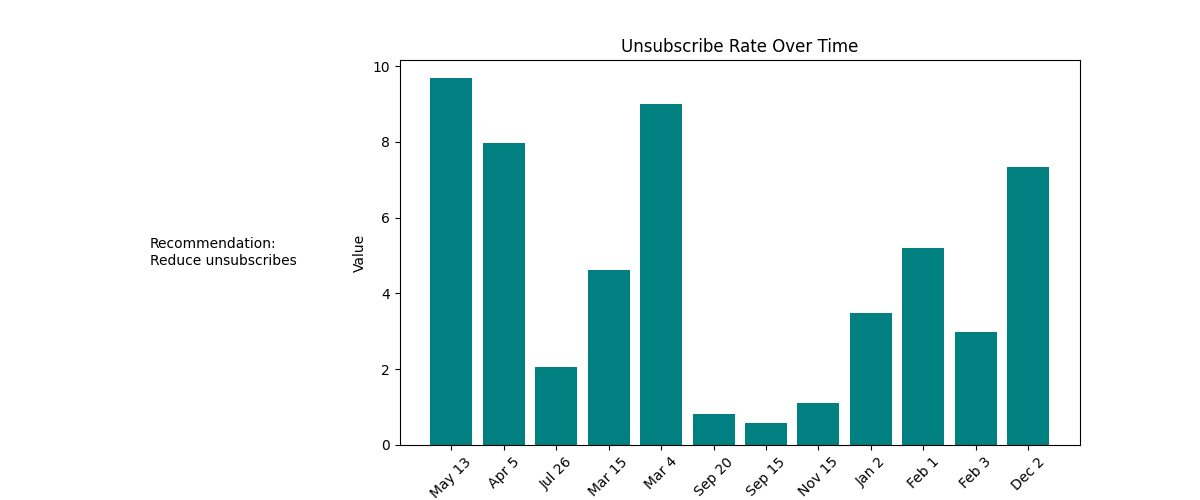 Unsubscribe Rate Over Time
Recommendation:
Reduce unsubscribes
Value
10
8
6
4
2
0
May 13
Apr 5
Jul 26
Mar 15
Mar 4
Sep 20
Sep 15
Nov 15
Jan 2
Feb 1
Feb 3
Dec 2